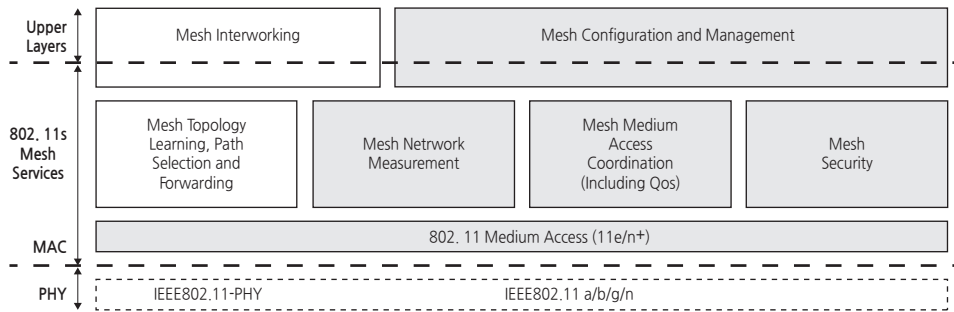 Upper
Layers
Mesh Interworking
Mesh Configuration and Management
802. 11s
Mesh
Services
Mesh Topology
Learning, Path
Selection and
Forwarding
Mesh Netrwork
Measurement
Mesh Medium
Access
Coordination
(Including Qos)
Mesh
Security
MAC
802. 11 Medium Access (11e/n+)
PHY
IEEE802.11-PHY
IEEE802.11 a/b/g/n